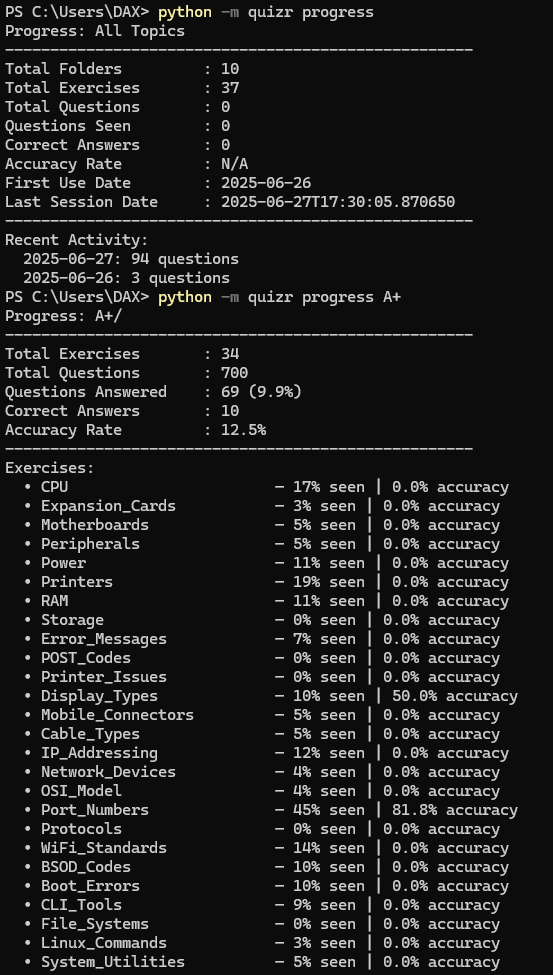 PS C:\Users\DAX> python -m quizr progress
Progress: All Topics
----------------------------------------------------
Total Folders : 10
Total Exercises : 37
Total Questions : 0
Questions Seen : 0
Correct Answers : 0
Accuracy Rate : N/A
First Use Date : 2025-06-26
Last Session Date : 2025-06-27T17:30:05.870650
----------------------------------------------------
Recent Activity:
2025-06-27: 94 questions
2025-06-26: 3 questions
PS C:\Users\DAX> python -m quizr progress A+
Progress: A+/
----------------------------------------------------
Total Exercises : 34
Total Questions : 700
Questions Answered : 69 (9.9%)
Correct Answers : 10
Accuracy Rate : 12.5%
----------------------------------------------------
Exercises:
• CPU — 17% seen | 0.0% accuracy
• Expansion_Cards — 3% seen | 0.0% accuracy
• Motherboards — 5% seen | 0.0% accuracy
• Peripherals — 5% seen | 0.0% accuracy
• Power — 11% seen | 0.0% accuracy
• Printers — 19% seen | 0.0% accuracy
• RAM — 11% seen | 0.0% accuracy
• Storage — 0% seen | 0.0% accuracy
• Error_Messages — 7% seen | 0.0% accuracy
• POST_Codes — 0% seen | 0.0% accuracy
• Printer_Issues — 0% seen | 0.0% accuracy
• Display_Types — 10% seen | 50.0% accuracy
• Mobile_Connectors — 5% seen | 0.0% accuracy
• Cable_Types — 5% seen | 0.0% accuracy
• IP_Addressing — 12% seen | 0.0% accuracy
• Network_Devices — 4% seen | 0.0% accuracy
• OSI_Model — 4% seen | 0.0% accuracy
• Port_Numbers — 45% seen | 81.8% accuracy
• Protocols — 0% seen | 0.0% accuracy
• WiFi_Standards — 14% seen | 0.0% accuracy
• BSOD_Codes — 10% seen | 0.0% accuracy
• Boot_Errors — 10% seen | 0.0% accuracy
• CLI_Tools — 9% seen | 0.0% accuracy
• File_Systems — 0% seen | 0.0% accuracy
• Linux_Commands — 3% seen | 0.0% accuracy
• System_Utilities — 5% seen | 0.0% accuracy